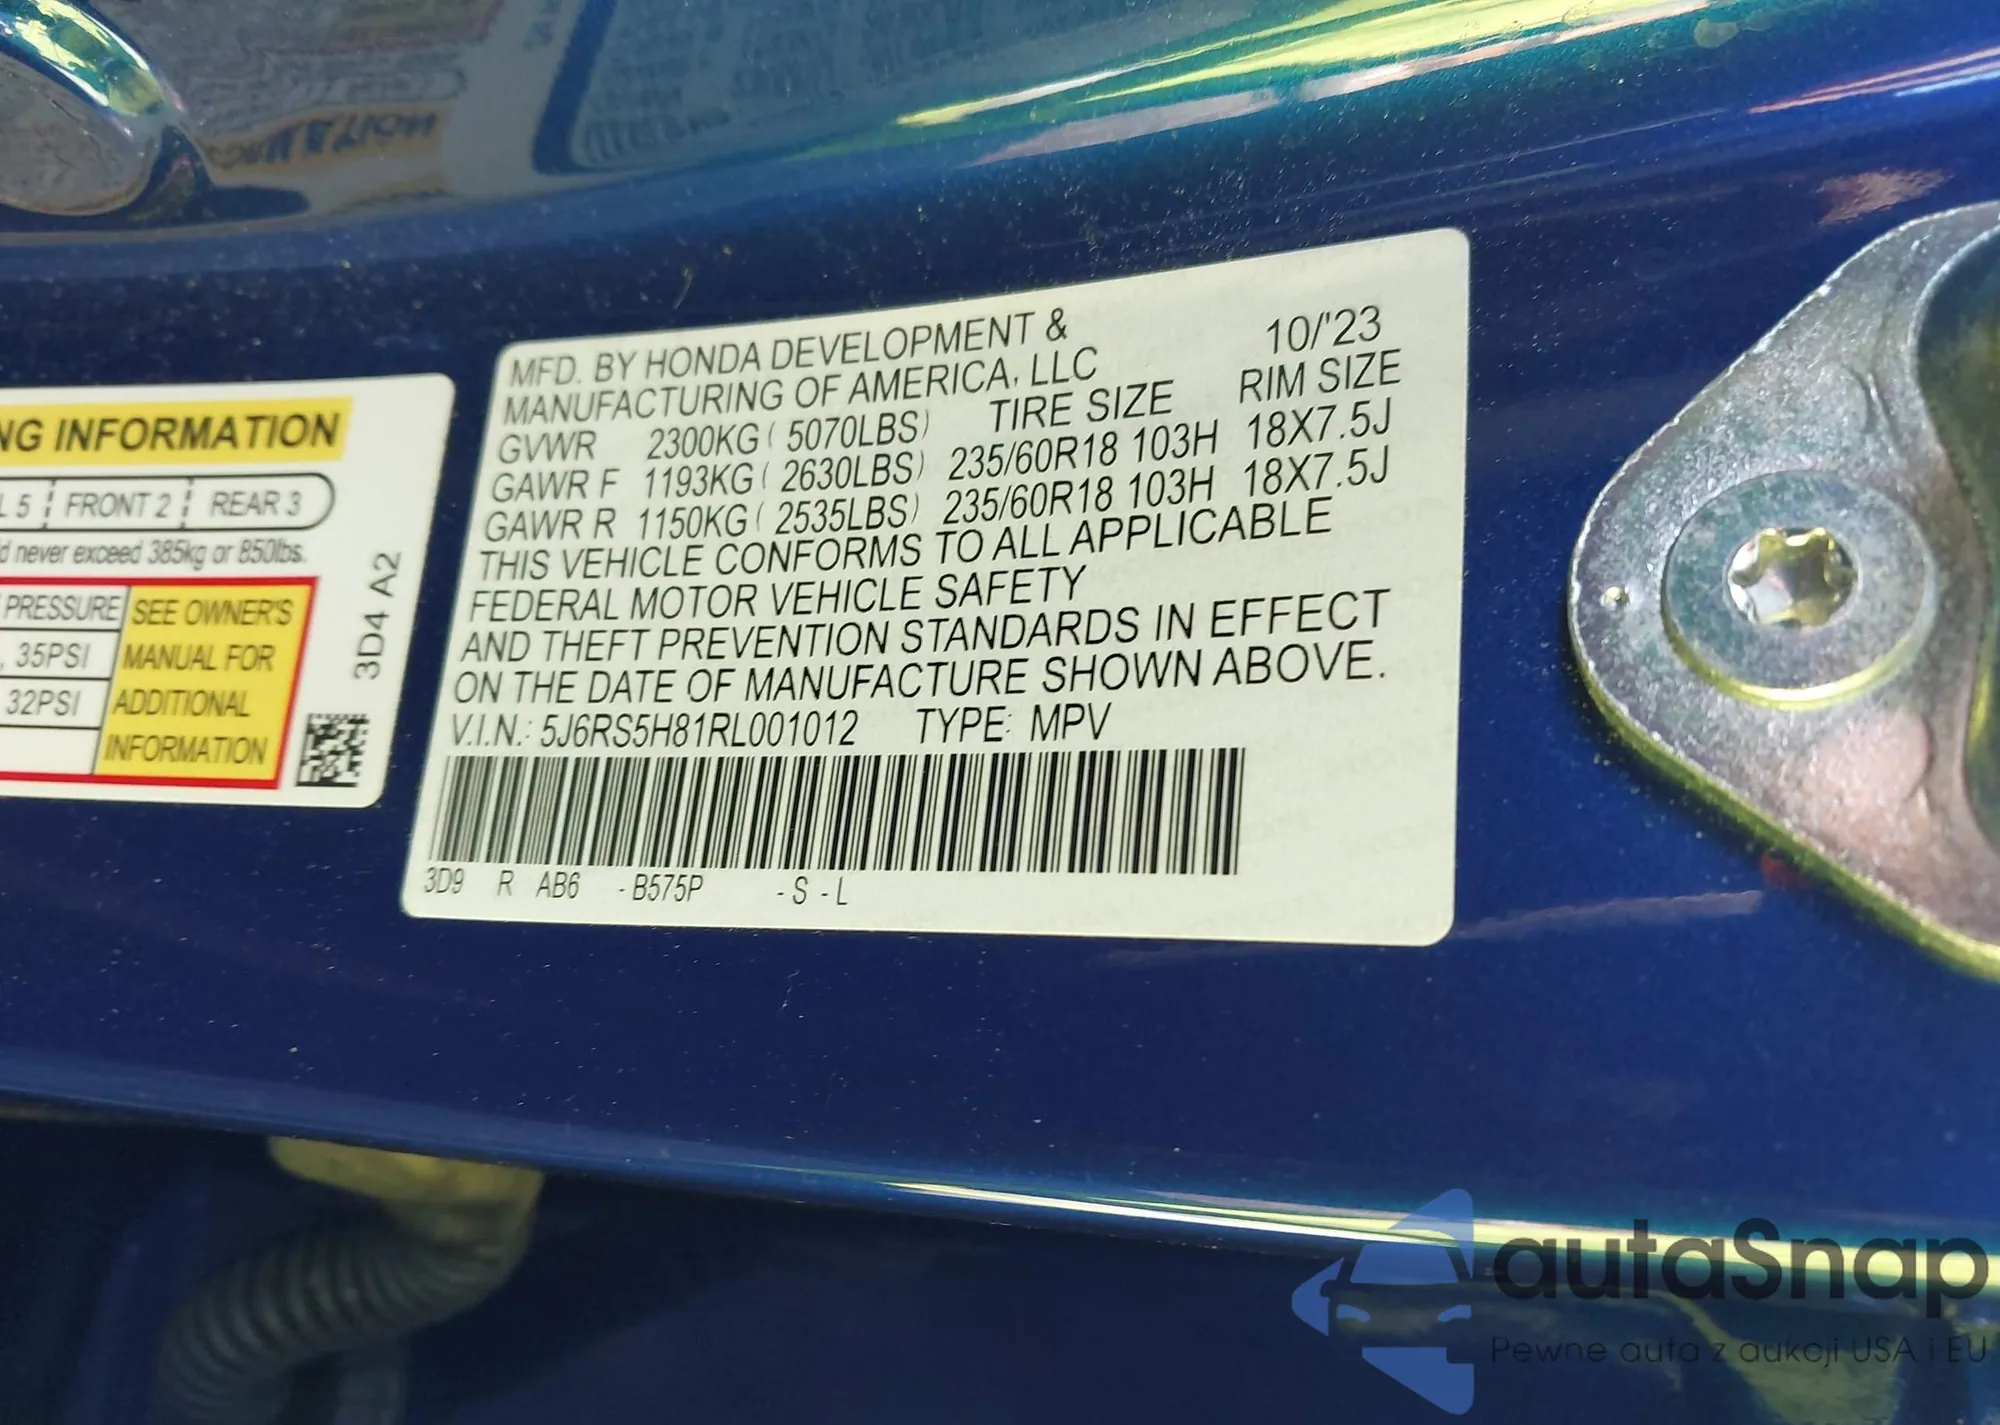 NG INFORMATION
L 5 FRONT 2 REAR 3
d never exceed 385kg or 850lbs.
PRESSURE
, 35PSI
32PSI
SEE OWNER'S
MANUAL FOR
ADDITIONAL
INFORMATION
3D4 A2
MFD. BY HONDA DEVELOPMENT & 10/'23
MANUFACTURING OF AMERICA, LLC
TIRE SIZE RIM SIZE
GVWR 2300KG ( 5070LBS)
GAWR F 1193KG ( 2630LBS) 235/60R18 103H 18X7.5J
GAWR R 1150KG ( 2535LBS) 235/60R18 103H 18X7.5J
THIS VEHICLE CONFORMS TO ALL APPLICABLE
FEDERAL MOTOR VEHICLE SAFETY
AND THEFT PREVENTION STANDARDS IN EFFECT
ON THE DATE OF MANUFACTURE SHOWN ABOVE.
V.I.N.: 5J6RS5H81RL001012 TYPE: MPV
3D9 R AB6 -B575P -S -L
autaSnap
Pewne auta z aukcji USA i EU